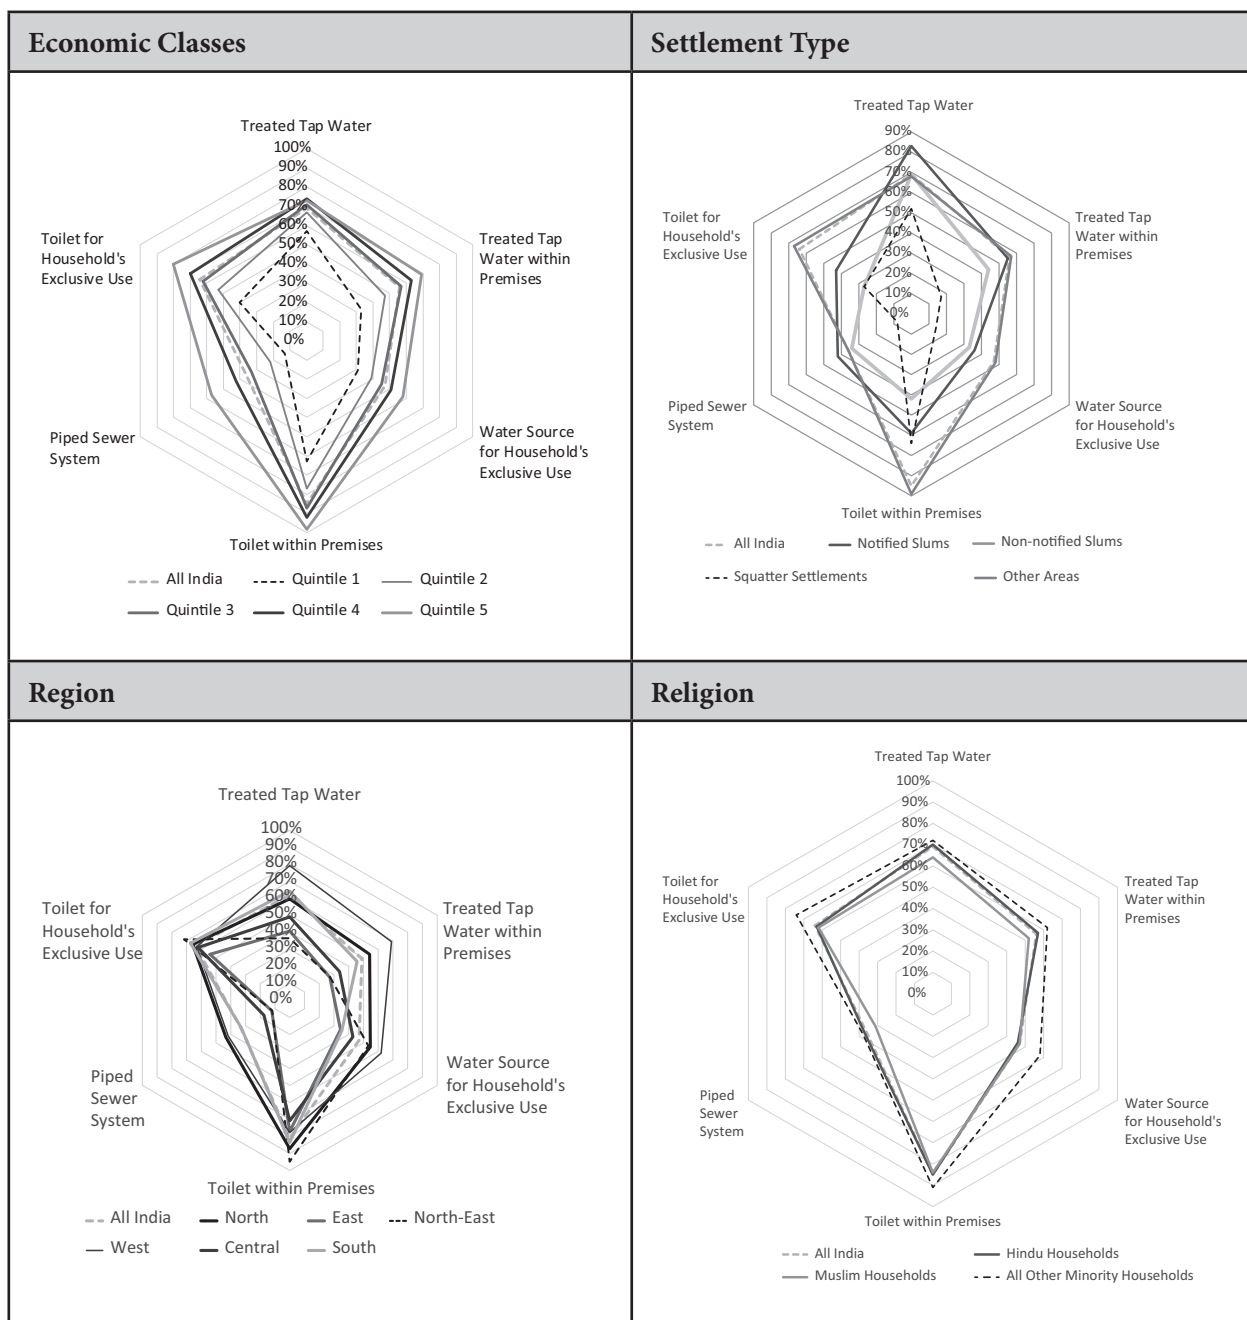 Economic Classes
Treated Tap Water
100%
90%
80%
70%
60%
50%
40%
30%
20%
10%
0%
Toilet for
Household's
Exclusive Use
Treated Tap
Water within
Premises
Piped Sewer
System
Water Source
for Household's
Exclusive Use
Toilet within Premises
All India
Quintile 1
Quintile 2
Quintile 3
Quintile 4
Quintile 5
Settlement Type
Treated Tap Water
90%
80%
70%
60%
50%
40%
30%
20%
10%
0%
Toilet for
Household's
Exclusive Use
Treated Tap
Water within
Premises
Piped Sewer
System
Water Source
for Household's
Exclusive Use
Toilet within Premises
All India
Notified Slums
Non-notified Slums
Squatter Settlements
Other Areas
Region
Treated Tap Water
100%
90%
80%
70%
60%
50%
40%
30%
20%
10%
0%
Toilet for
Household's
Exclusive Use
Treated Tap
Water within
Premises
Piped
Sewer
System
Water Source
for Household's
Exclusive Use
Toilet within Premises
All India
North
East
North-East
West
Central
South
Religion
Treated Tap Water
100%
90%
80%
70%
60%
50%
40%
30%
20%
10%
0%
Toilet for
Household's
Exclusive Use
Treated Tap
Water within
Premises
Piped
Sewer
System
Water Source
for Household's
Exclusive Use
Toilet within Premises
All India
Hindu Households
Muslim Households
All Other Minority Households